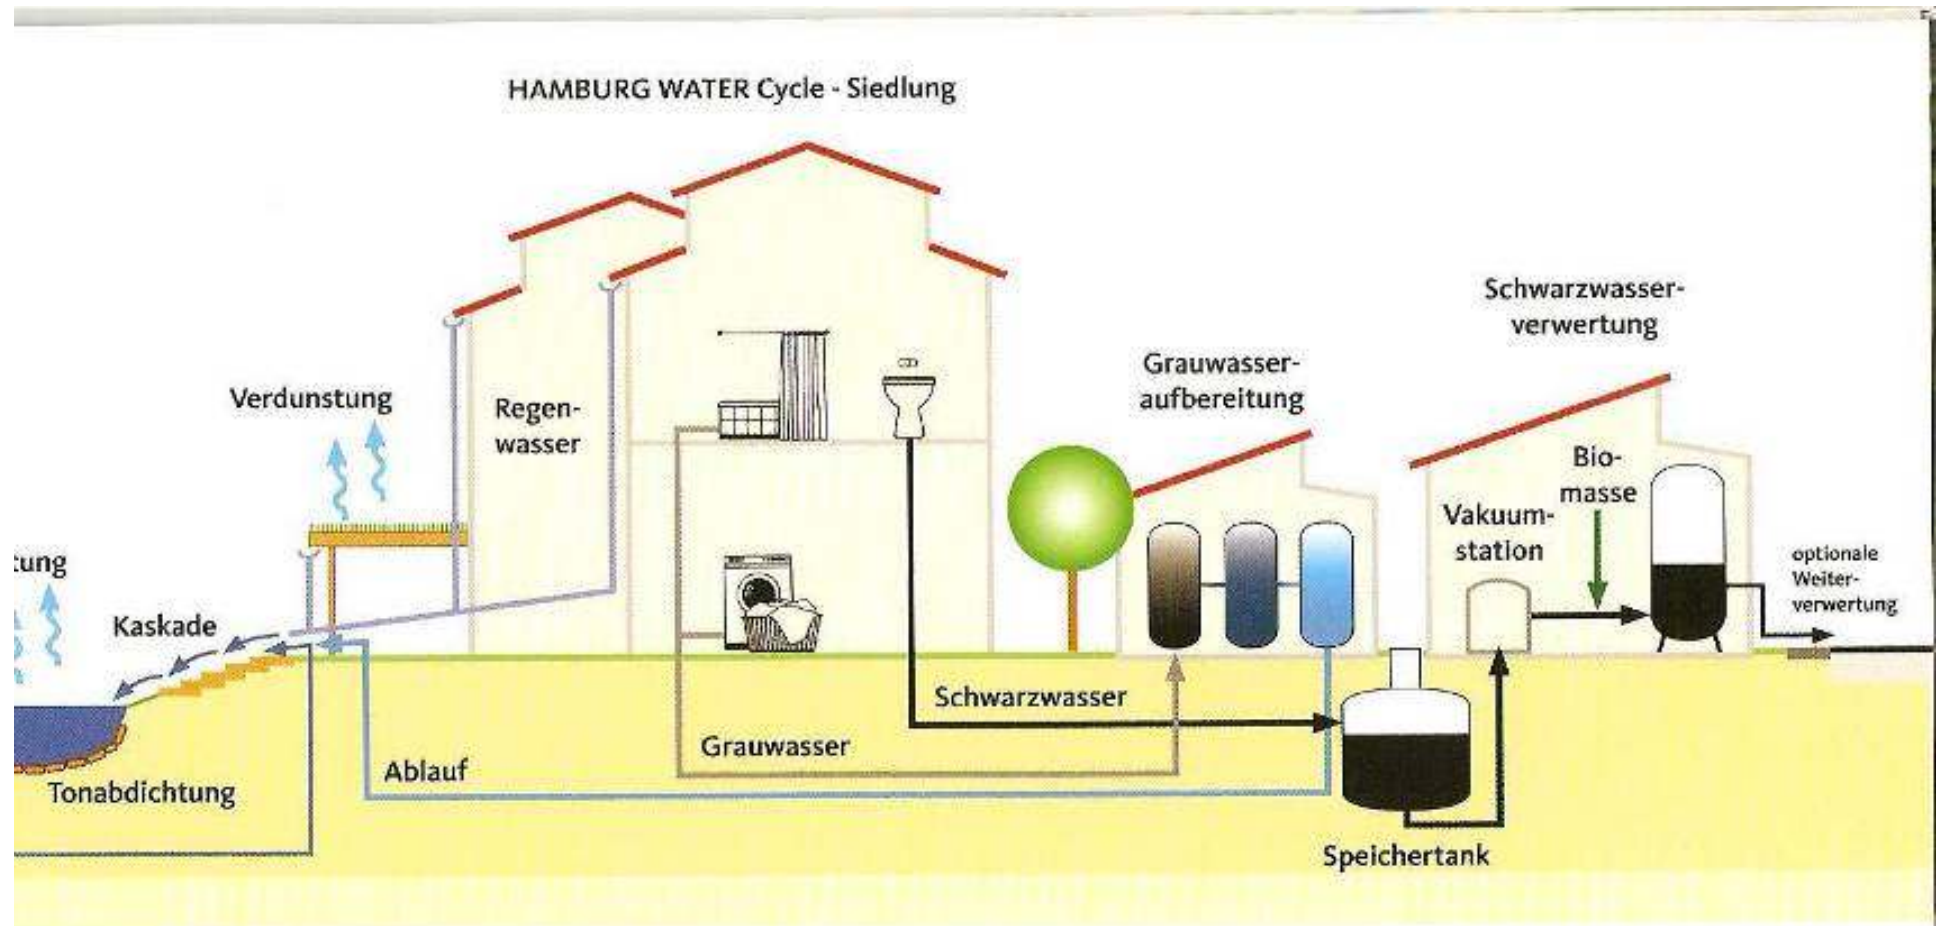 HAMBURG WATER Cycle - Siedlung
Schwarzwasser-
verwertung
Grauwasser-
aufbereitung
Verdunstung
Regen-
wasser
Bio-
masse
Vakuum-
station
optionale
Weiter-
verwertung
tung
Kaskade
Schwarzwasser
Grauwasser
Ablauf
Tonabdichtung
Speichertank